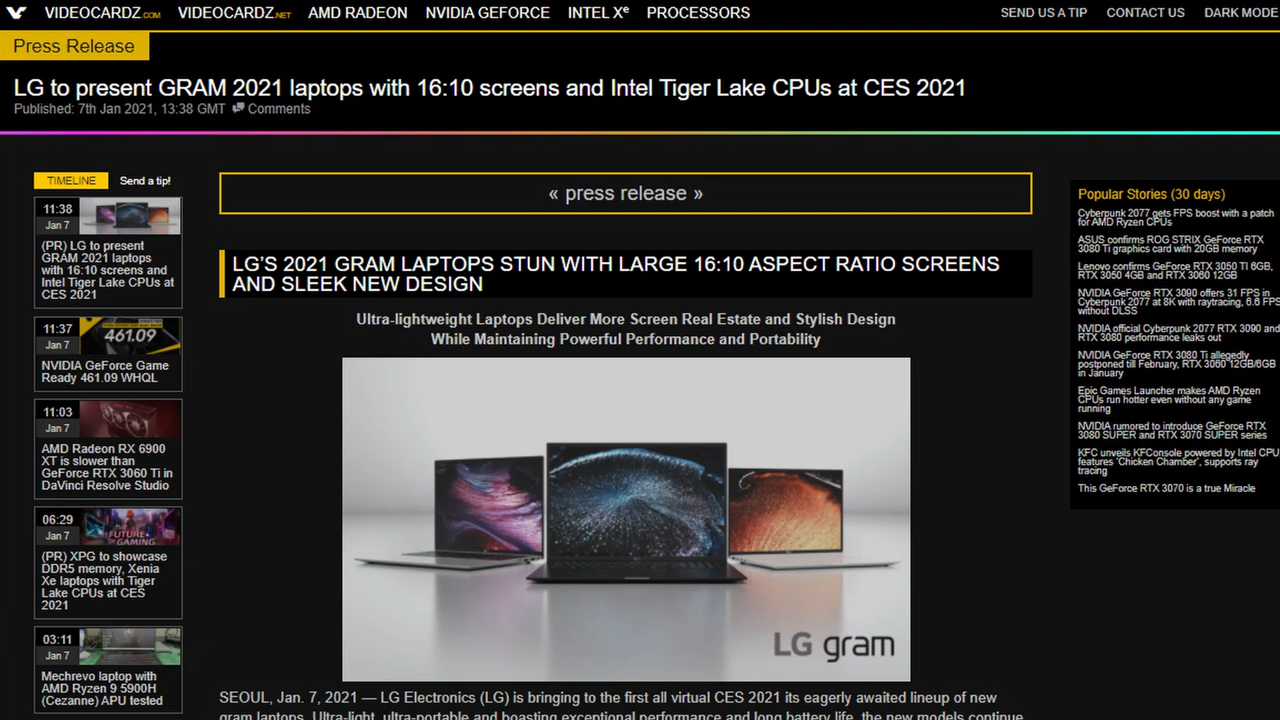 VIDEOCARDZ.COM VIDEOCARDZ.NET AMD RADEON NVIDIA GEFORCE INTEL Xe PROCESSORS SEND US A TIP CONTACT US DARK MODE
Press Release
LG to present GRAM 2021 laptops with 16:10 screens and Intel Tiger Lake CPUs at CES 2021
Published: 7th Jan 2021, 13:38 GMT Comments
TIMELINE Send a tip!
11:38
Jan 7
(PR) LG to present
GRAM 2021 laptops
with 16:10 screens and
Intel Tiger Lake CPUs at
CES 2021
11:37
Jan 7
461.09
NVIDIA GeForce Game
Ready 461.09 WHQL
11:03
Jan 7
AMD Radeon RX 6900
XT is slower than
GeForce RTX 3060 Ti in
DaVinci Resolve Studio
06:29
Jan 7
THE
FUTURE
OF GAMING
(PR) XPG to showcase
DDR5 memory, Xenia
Xe laptops with Tiger
Lake CPUs at CES
2021
03:11
Jan 7
Mechrevo laptop with
AMD Ryzen 9 5900H
(Cezanne) APU tested
« press release »
LG'S 2021 GRAM LAPTOPS STUN WITH LARGE 16:10 ASPECT RATIO SCREENS
AND SLEEK NEW DESIGN
Ultra-lightweight Laptops Deliver More Screen Real Estate and Stylish Design
While Maintaining Powerful Performance and Portability
LG gram
SEOUL, Jan. 7, 2021 — LG Electronics (LG) is bringing to the first all virtual CES 2021 its eagerly awaited lineup of new
gram laptops. Ultra-light, ultra-portable and boasting exceptional performance and long battery life, the new models continue
Popular Stories (30 days)
Cyberpunk 2077 gets FPS boost with a patch
for AMD Ryzen CPUs
ASUS confirms ROG STRIX GeForce RTX
3080 Ti graphics card with 20GB memory
Lenovo confirms GeForce RTX 3050 Ti 6GB,
RTX 3050 4GB and RTX 3060 12GB
NVIDIA GeForce RTX 3090 offers 31 FPS in
Cyberpunk 2077 at 8K with raytracing, 6.6 FPS
without DLSS
NVIDIA official Cyberpunk 2077 RTX 3090 and
RTX 3080 performance leaks out
NVIDIA GeForce RTX 3080 Ti allegedly
postponed till February, RTX 3060 12GB/6GB
in January
Epic Games Launcher makes AMD Ryzen
CPUs run hotter even without any game
running
NVIDIA rumored to introduce GeForce RTX
3080 SUPER and RTX 3070 SUPER series
KFC unveils KFConsole powered by Intel CPU,
features 'Chicken Chamber', supports ray
tracing
This GeForce RTX 3070 is a true Miracle